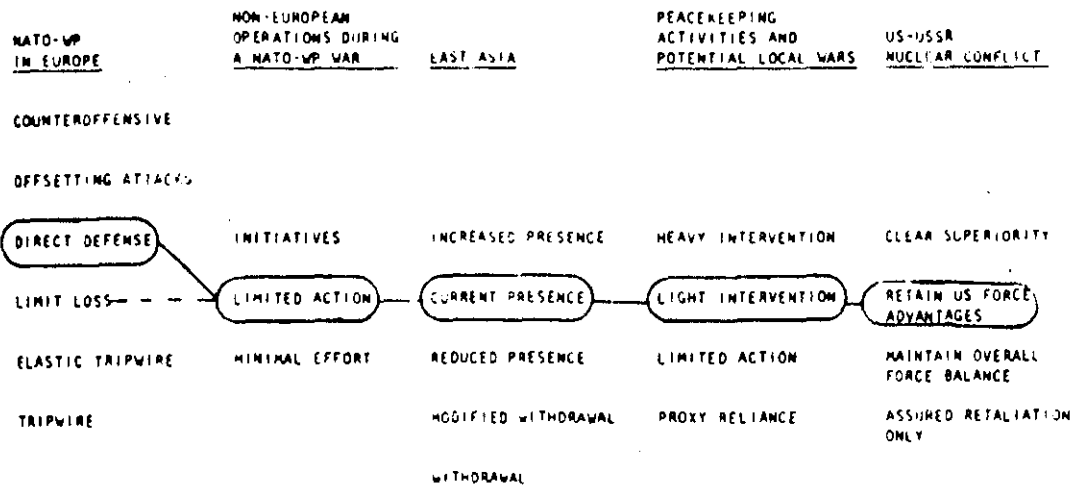 NATO-WP
IN EUROPE
NON-EUROPEAN
OPERATIONS DURING
A NATO-WP WAR
EAST ASIA
PEACEKEEPING
ACTIVITIES AND
POTENTIAL LOCAL WARS
US-USSR
NUCLEAR CONFLICT
COUNTEROFFENSIVE
OFFSETTING ATTACKS
DIRECT DEFENSE
INITIATIVES
INCREASED PRESENCE
HEAVY INTERVENTION
CLEAR SUPERIORITY
LIMIT LOSS
LIMITED ACTION
CURRENT PRESENCE
LIGHT INTERVENTION
RETAIN US FORCE
ADVANTAGES
ELASTIC TRIPWIRE
MINIMAL EFFORT
REDUCED PRESENCE
LIMITED ACTION
MAINTAIN OVERALL
FORCE BALANCE
TRIPWIRE
MODIFIED WITHDRAWAL
PROXY RELIANCE
ASSURED RETALIATION
ONLY
WITHDRAWAL